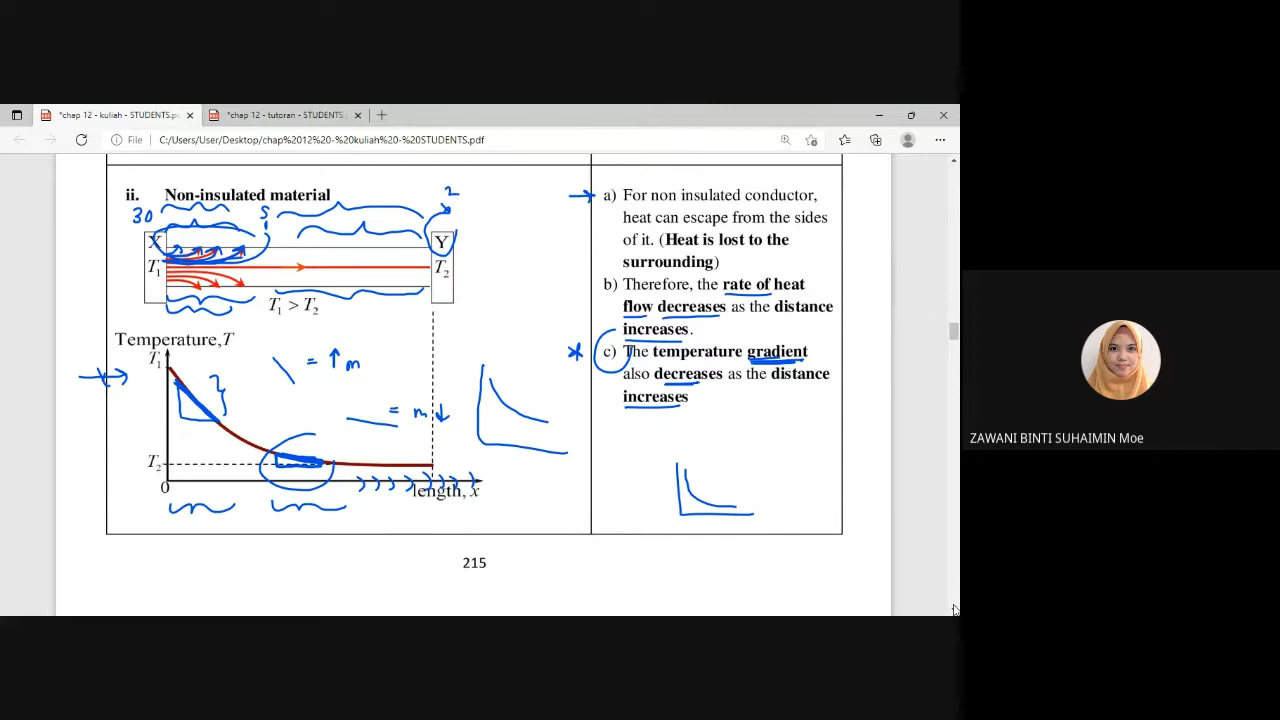 *chap 12 - kuliah - STUDENTS.p
*chap 12 - tutoran - STUDENTS.
File
C:/Users/User/Desktop/chap%2012%20-%20kuliah%20-%20STUDENTS.pdf
ii. Non-insulated material
30
5
2
X
Y
T1
T2
T1 > T2
Temperature, T
T1
= ↑ m
= m ↓
T2
0
length, x
a) For non insulated conductor,
heat can escape from the sides
of it. (Heat is lost to the
surrounding)
b) Therefore, the rate of heat
flow decreases as the distance
increases.
* c) The temperature gradient
also decreases as the distance
increases
215
ZAWANI BINTI SUHAIMIN Moe